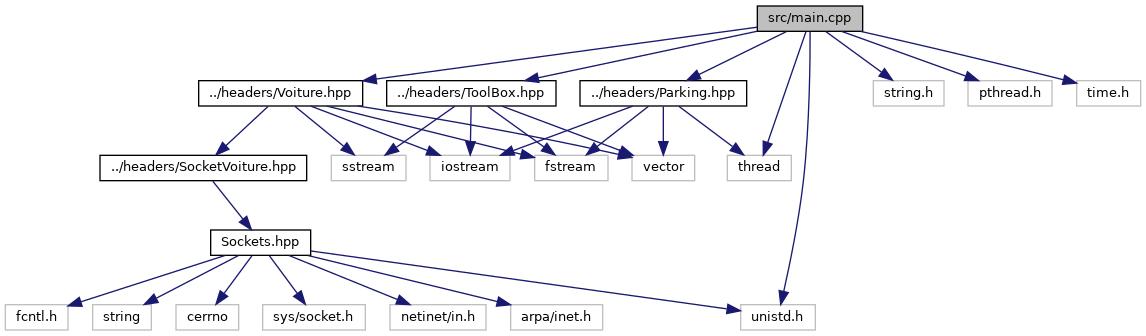 src/main.cpp
../headers/Voiture.hpp
../headers/ToolBox.hpp
../headers/Parking.hpp
string.h
pthread.h
time.h
../headers/SocketVoiture.hpp
sstream
iostream
fstream
vector
thread
Sockets.hpp
fcntl.h
string
cerrno
sys/socket.h
netinet/in.h
arpa/inet.h
unistd.h